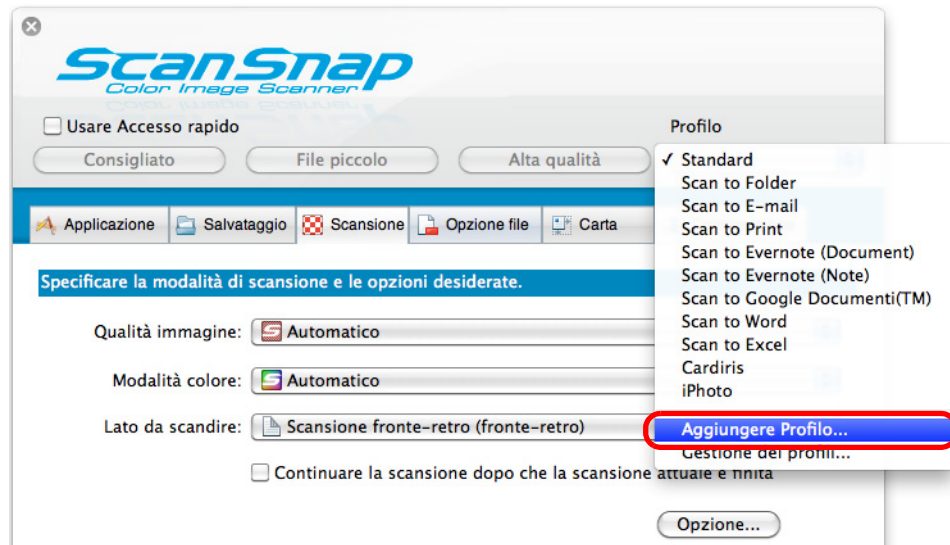 ScanSnap
Color Image Scanner
Usare Accesso rapido
Profilo
Consigliato
File piccolo
Alta qualità
✓ Standard
Scan to Folder
Scan to E-mail
Scan to Print
Scan to Evernote (Document)
Scan to Evernote (Note)
Scan to Google Documenti(TM)
Scan to Word
Scan to Excel
Cardiris
iPhoto
Aggiungere Profilo...
Gestione dei profili...
Applicazione
Salvataggio
Scansione
Opzione file
Carta
Specificare la modalità di scansione e le opzioni desiderate.
Qualità immagine: Automatico
Modalità colore: Automatico
Lato da scandire: Scansione fronte-retro (fronte-retro)
Continuare la scansione dopo che la scansione attuale è finita
Opzione...